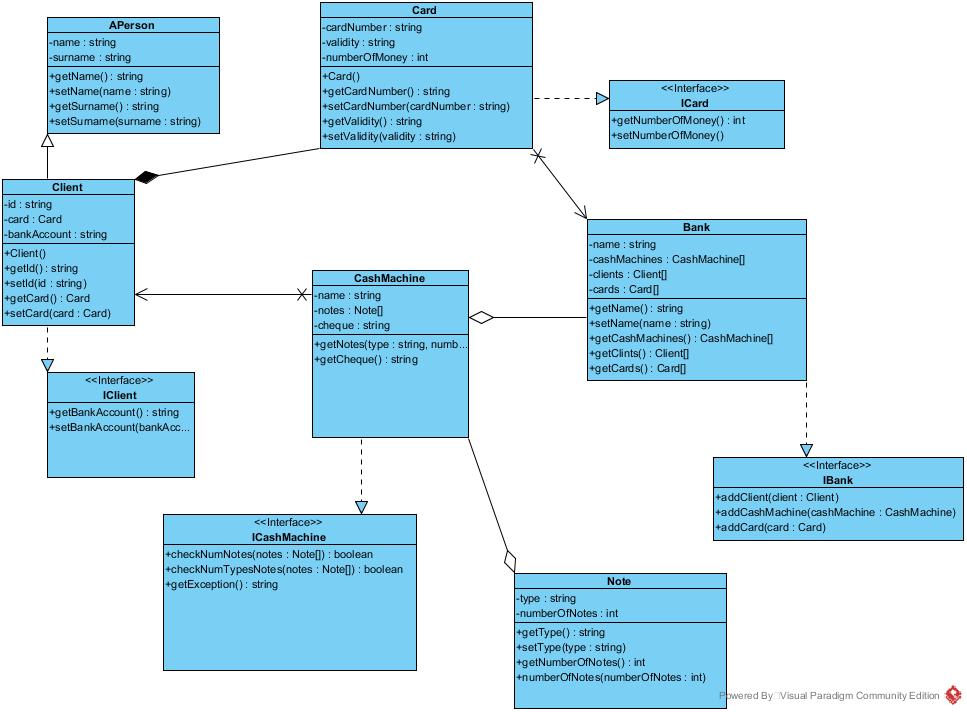 APerson
-name : string
-surname : string
+getName() : string
+setName(name : string)
+getSurname() : string
+setSurname(surname : string)
Card
-cardNumber : string
-validity : string
-numberOfMoney : int
+Card()
+getCardNumber() : string
+setCardNumber(cardNumber : string)
+getValidity() : string
+setValidity(validity : string)
<<Interface>>
ICard
+getNumberOfMoney() : int
+setNumberOfMoney()
Client
-id : string
-card : Card
-bankAccount : string
+Client()
+getId() : string
+setId(id : string)
+getCard() : Card
+setCard(card : Card)
CashMachine
-name : string
-notes : Note[]
-cheque : string
+getNotes(type : string, numb...
+getCheque() : string
Bank
-name : string
-cashMachines : CashMachine[]
-clients : Client[]
-cards : Card[]
+getName() : string
+setName(name : string)
+getCashMachines() : CashMachine[]
+getClints() : Client[]
+getCards() : Card[]
<<Interface>>
IClient
+getBankAccount() : string
+setBankAccount(bankAcc...
<<Interface>>
IBank
+addClient(client : Client)
+addCashMachine(cashMachine : CashMachine)
+addCard(card : Card)
<<Interface>>
ICashMachine
+checkNumNotes(notes : Note[]) : boolean
+checkNumTypesNotes(notes : Note[]) : boolean
+getException() : string
Note
-type : string
-numberOfNotes : int
+getType() : string
+setType(type : string)
+getNumberOfNotes() : int
+numberOfNotes(numberOfNotes : int)
Powered By Visual Paradigm Community Edition